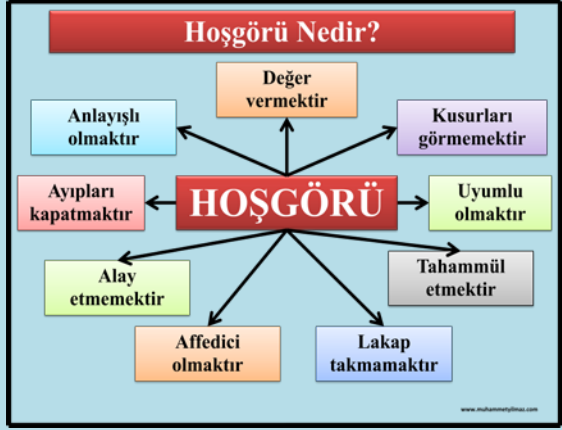 Hoşgörü Nedir?
Değer
vermektir
Anlayışlı
olmaktır
Kusurları
görmemektir
Ayıpları
kapatmaktır
HOŞGÖRÜ
Uyumlu
olmaktır
Alay
etmemektir
Tahammül
etmektir
Affedici
olmaktır
Lakap
takmamaktır
www.muhammetyilmaz.com